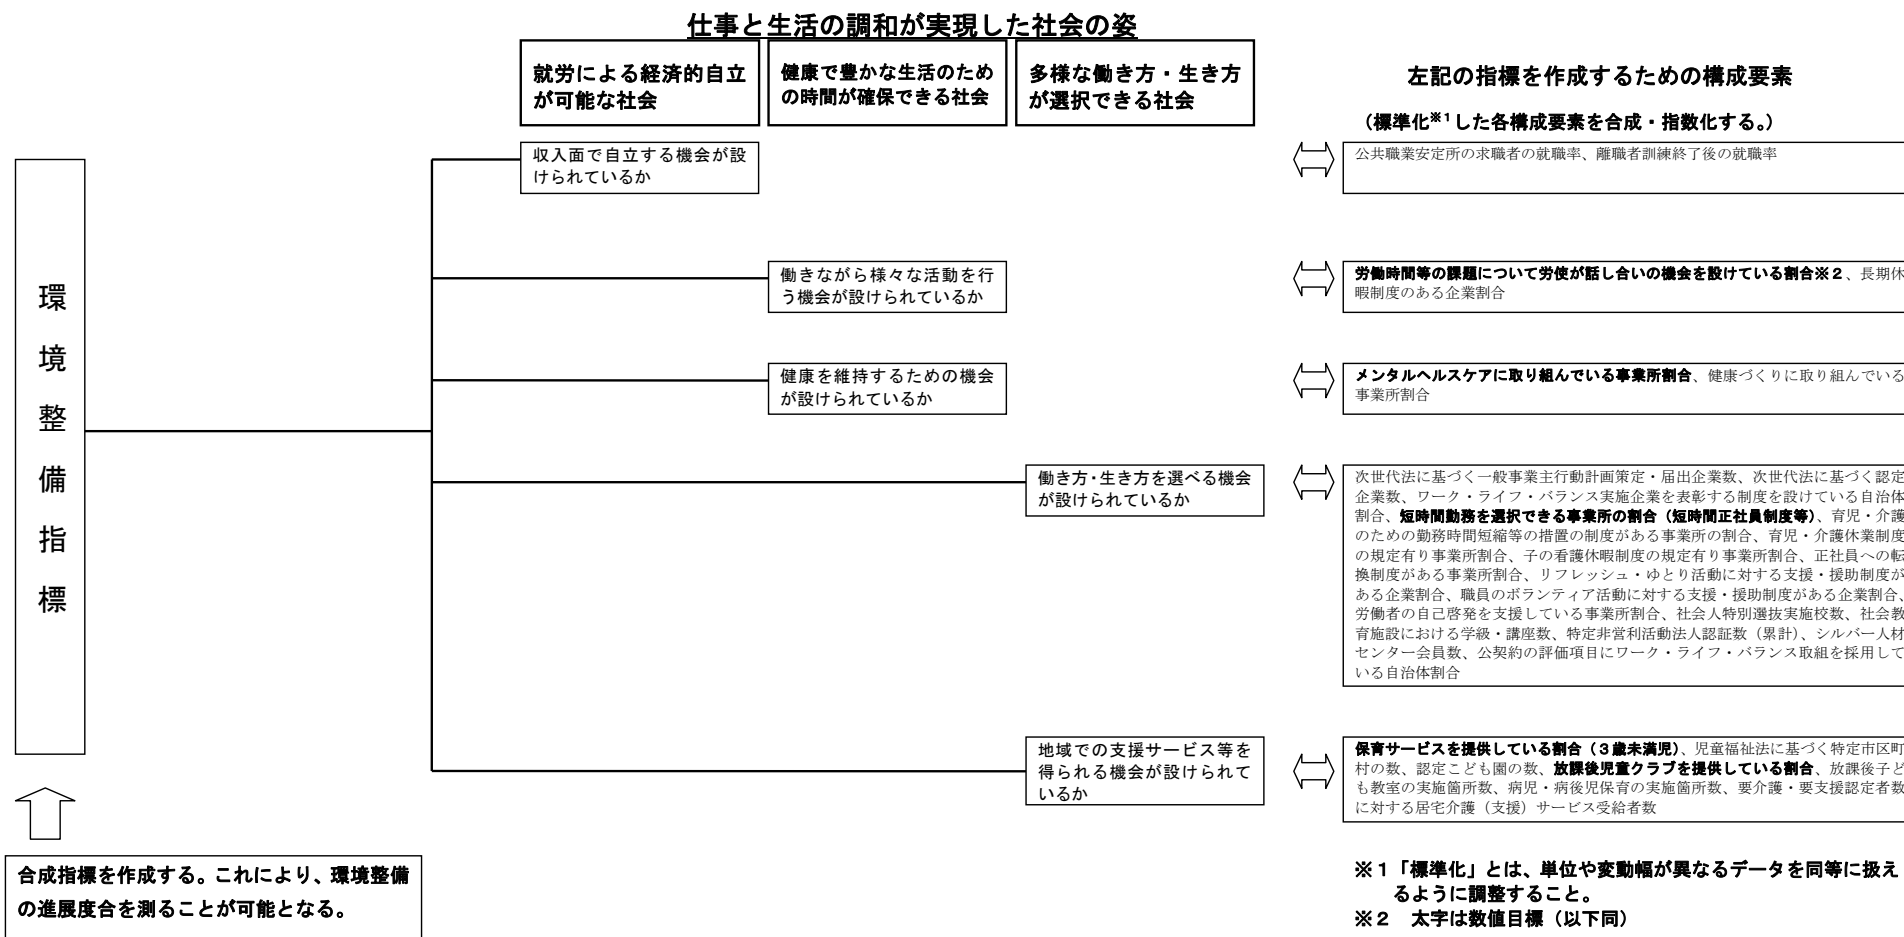 仕事と生活の調和が実現した社会の姿
就労による経済的自立
が可能な社会
健康で豊かな生活のため
の時間が確保できる社会
多様な働き方・生き方
が選択できる社会
左記の指標を作成するための構成要素
(標準化※1した各構成要素を合成・指数化する。)
環
境
整
備
指
標
収入面で自立する機会が設
けられているか
公共職業安定所の求職者の就職率、離職者訓練終了後の就職率
働きながら様々な活動を行
う機会が設けられているか
労働時間等の課題について労使が話し合いの機会を設けている割合※2、長期休
暇制度のある企業割合
健康を維持するための機会
が設けられているか
メンタルヘルスケアに取り組んでいる事業所割合、健康づくりに取り組んでいる
事業所割合
働き方・生き方を選べる機会
が設けられているか
次世代法に基づく一般事業主行動計画策定・届出企業数、次世代法に基づく認定
企業数、ワーク・ライフ・バランス実施企業を表彰する制度を設けている自治体
割合、短時間勤務を選択できる事業所の割合(短時間正社員制度等)、育児・介護
のための勤務時間短縮等の措置の制度がある事業所の割合、育児・介護休業制度
の規定有り事業所割合、子の看護休暇制度の規定有り事業所割合、正社員への転
換制度がある事業所割合、リフレッシュ・ゆとり活動に対する支援・援助制度が
ある企業割合、職員のボランティア活動に対する支援・援助制度がある企業割合、
労働者の自己啓発を支援している事業所割合、社会人特別選抜実施校数、社会教
育施設における学級・講座数、特定非営利活動法人認証数(累計)、シルバー人材
センター会員数、公契約の評価項目にワーク・ライフ・バランス取組を採用して
いる自治体割合
地域での支援サービス等を
得られる機会が設けられて
いるか
保育サービスを提供している割合(3歳未満児)、児童福祉法に基づく特定市区町
村の数、認定こども園の数、放課後児童クラブを提供している割合、放課後子ど
も教室の実施箇所数、病児・病後児保育の実施箇所数、要介護・要支援認定者数
に対する居宅介護(支援)サービス受給者数
合成指標を作成する。これにより、環境整備
の進展度合を測ることが可能となる。
※1「標準化」とは、単位や変動幅が異なるデータを同等に扱え
るように調整すること。
※2 太字は数値目標(以下同)